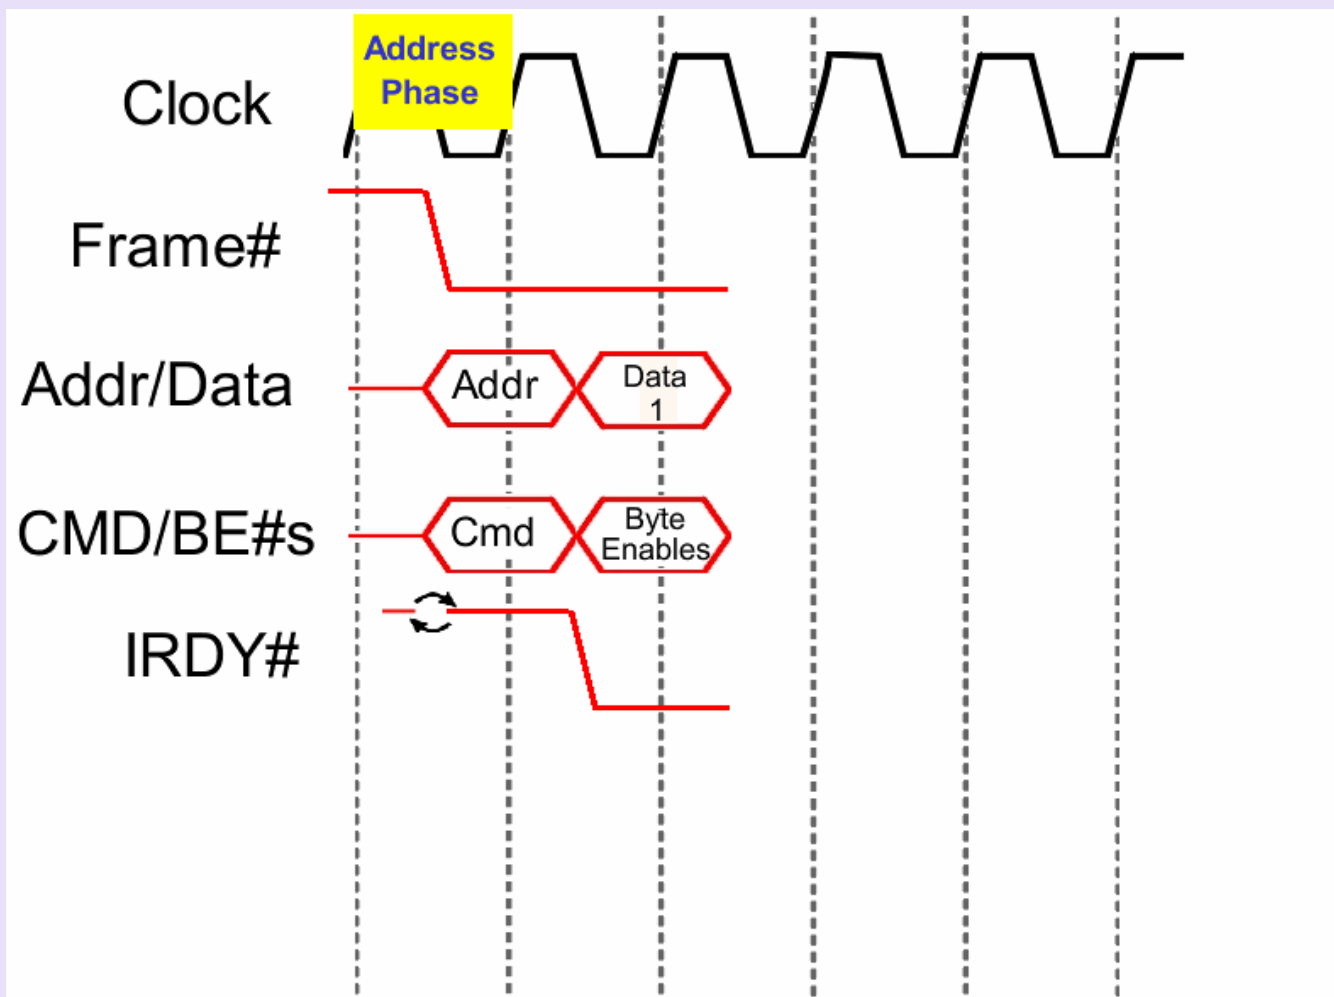 Address
Phase
Clock
Frame#
Addr/Data
Addr
Data
1
CMD/BE#s
Cmd
Byte
Enables
IRDY#